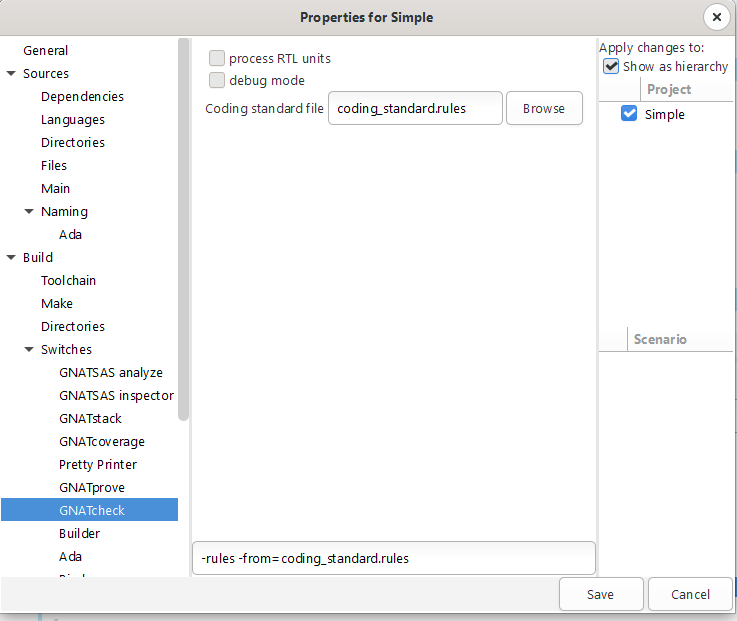 Properties for Simple
General
Sources
Dependencies
Languages
Directories
Files
Main
Naming
Ada
Build
Toolchain
Make
Directories
Switches
GNATSAS analyze
GNATSAS inspector
GNATstack
GNATcoverage
Pretty Printer
GNATprove
GNATcheck
Builder
Ada
process RTL units
debug mode
Coding standard file coding_standard.rules Browse
-rules -from=coding_standard.rules
Apply changes to:
Show as hierarchy
Project
Simple
Scenario
Save Cancel